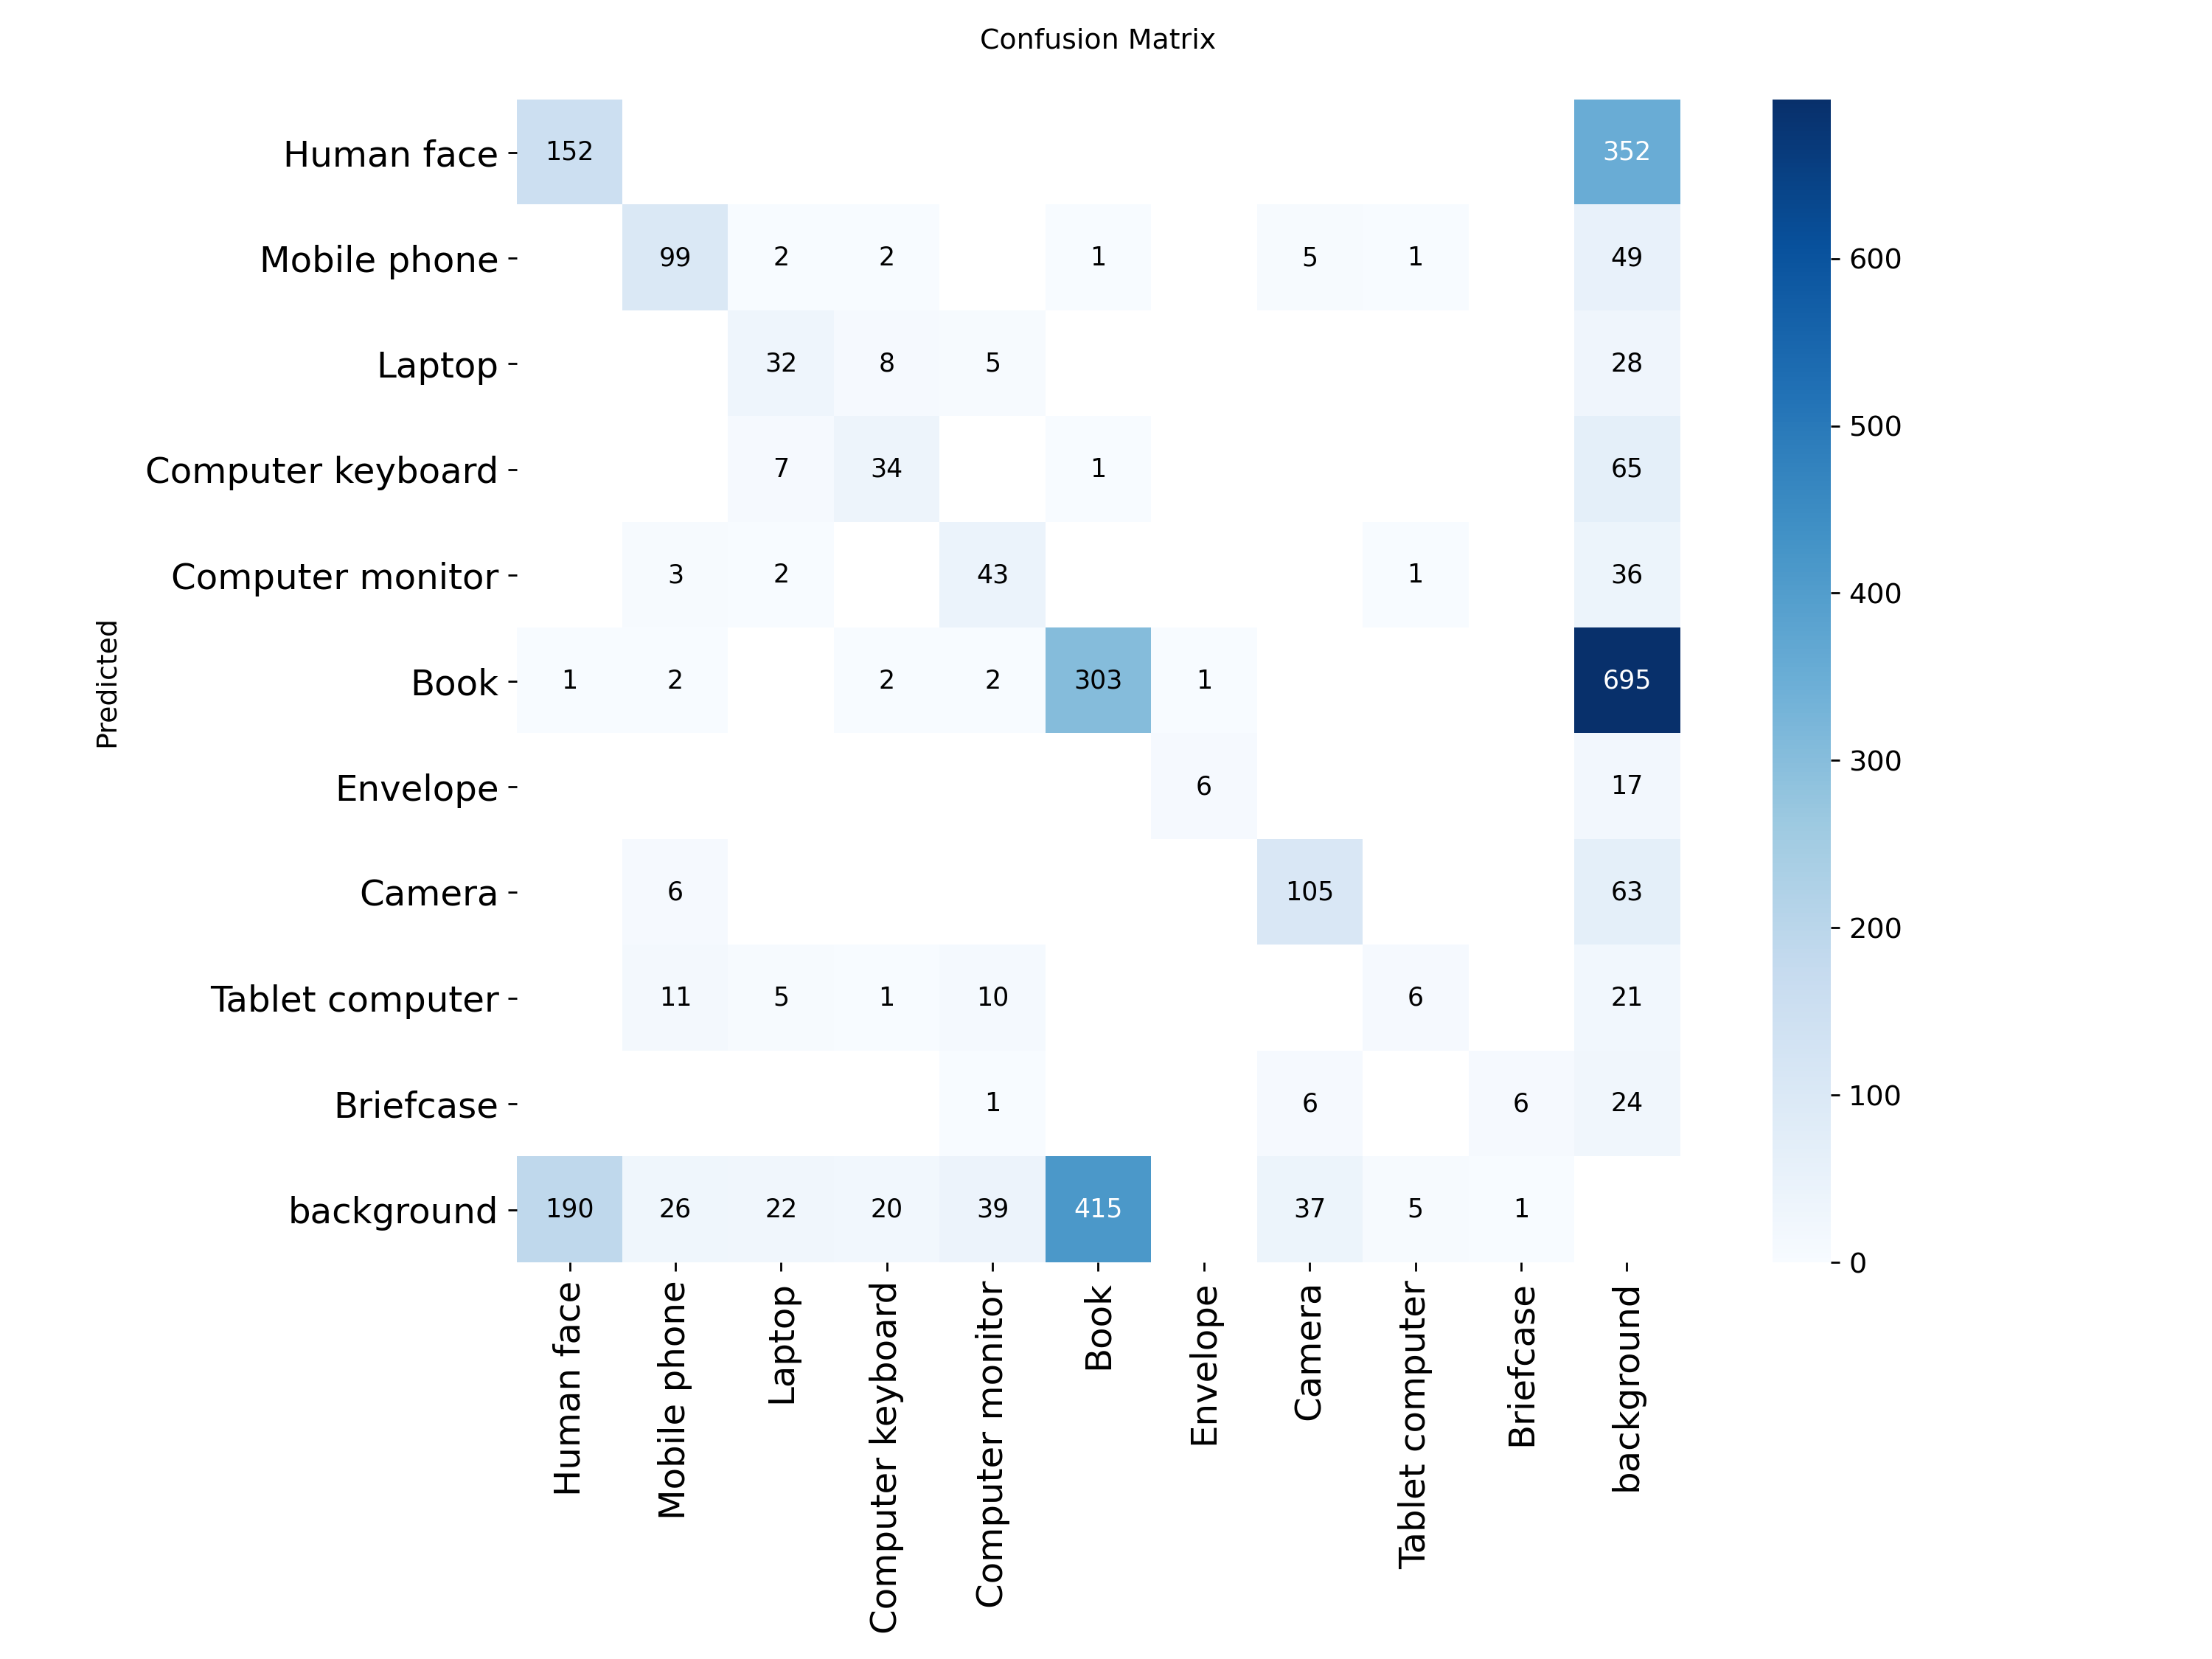 Confusion Matrix
Human face 152 352
Mobile phone 99 2 2 1 5 1 49
Laptop 32 8 5 28
Computer keyboard 7 34 1 65
Computer monitor 3 2 43 1 36
Book 1 2 2 2 303 1 695
Envelope 6 17
Camera 6 105 63
Tablet computer 11 5 1 10 6 21
Briefcase 1 6 6 24
background 190 26 22 20 39 415 37 5 1
Predicted
Human face
Mobile phone
Laptop
Computer keyboard
Computer monitor
Book
Envelope
Camera
Tablet computer
Briefcase
background
600
500
400
300
200
100
0